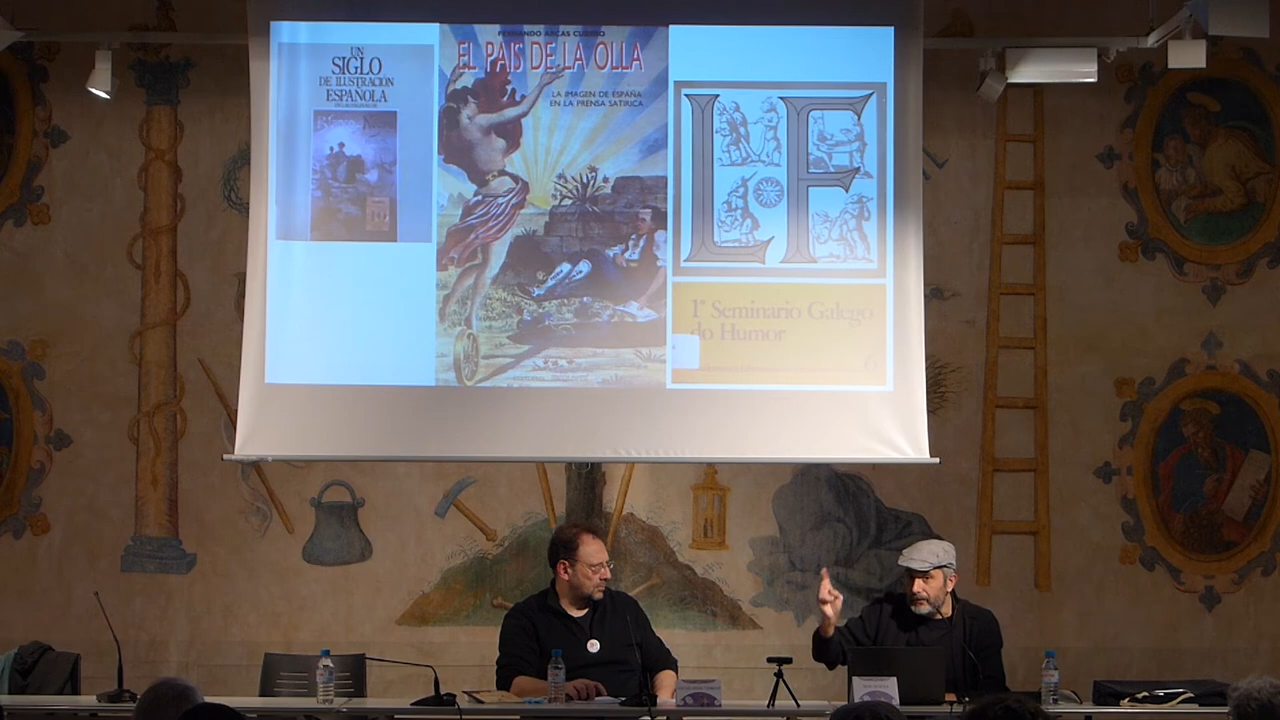 UN
SIGLO
DE ILUSTRACIÓN
ESPAÑOLA
FERNANDO ARCAS CUBERO
EL PAIS DE LA OLLA
LA IMAGEN DE ESPAÑA
EN LA PRENSA SATIRICA
LF
1º Seminario Galego
do Humor